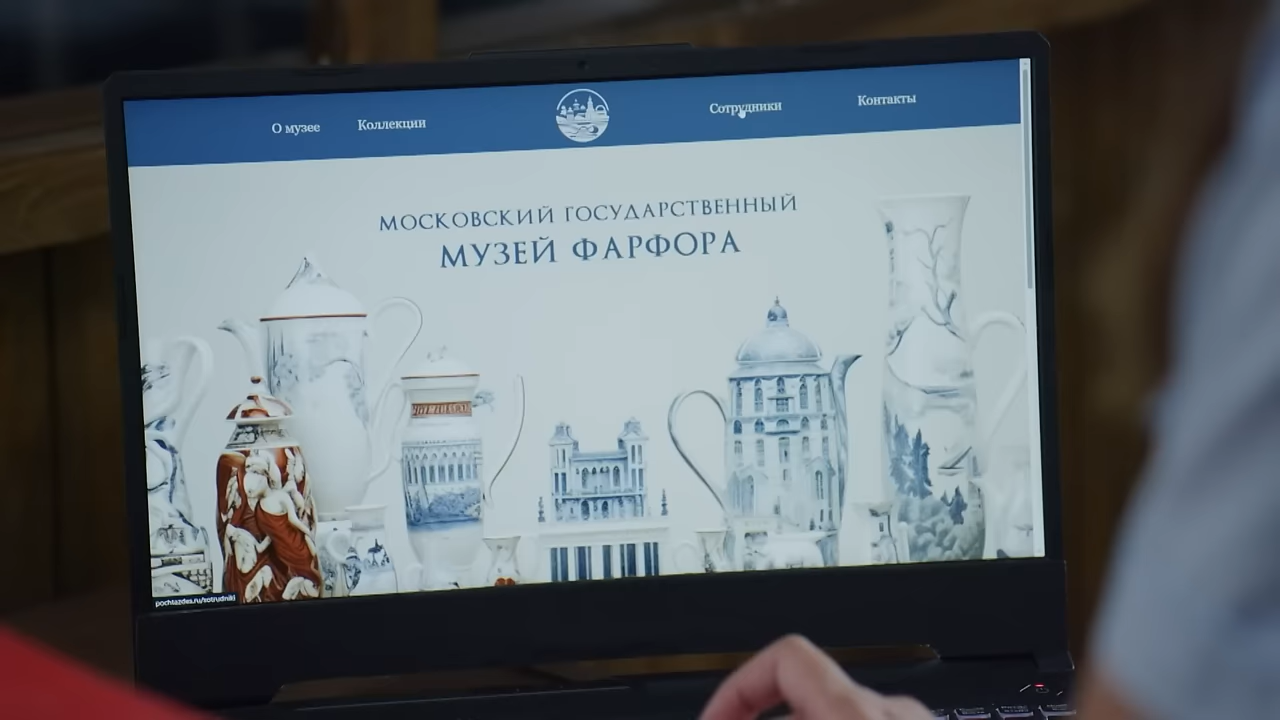 О музее
Коллекции
Сотрудники
Контакты
МОСКОВСКИЙ ГОСУДАРСТВЕННЫЙ
МУЗЕЙ ФАРФОРА
pochtazdes.ru/sotrudniki